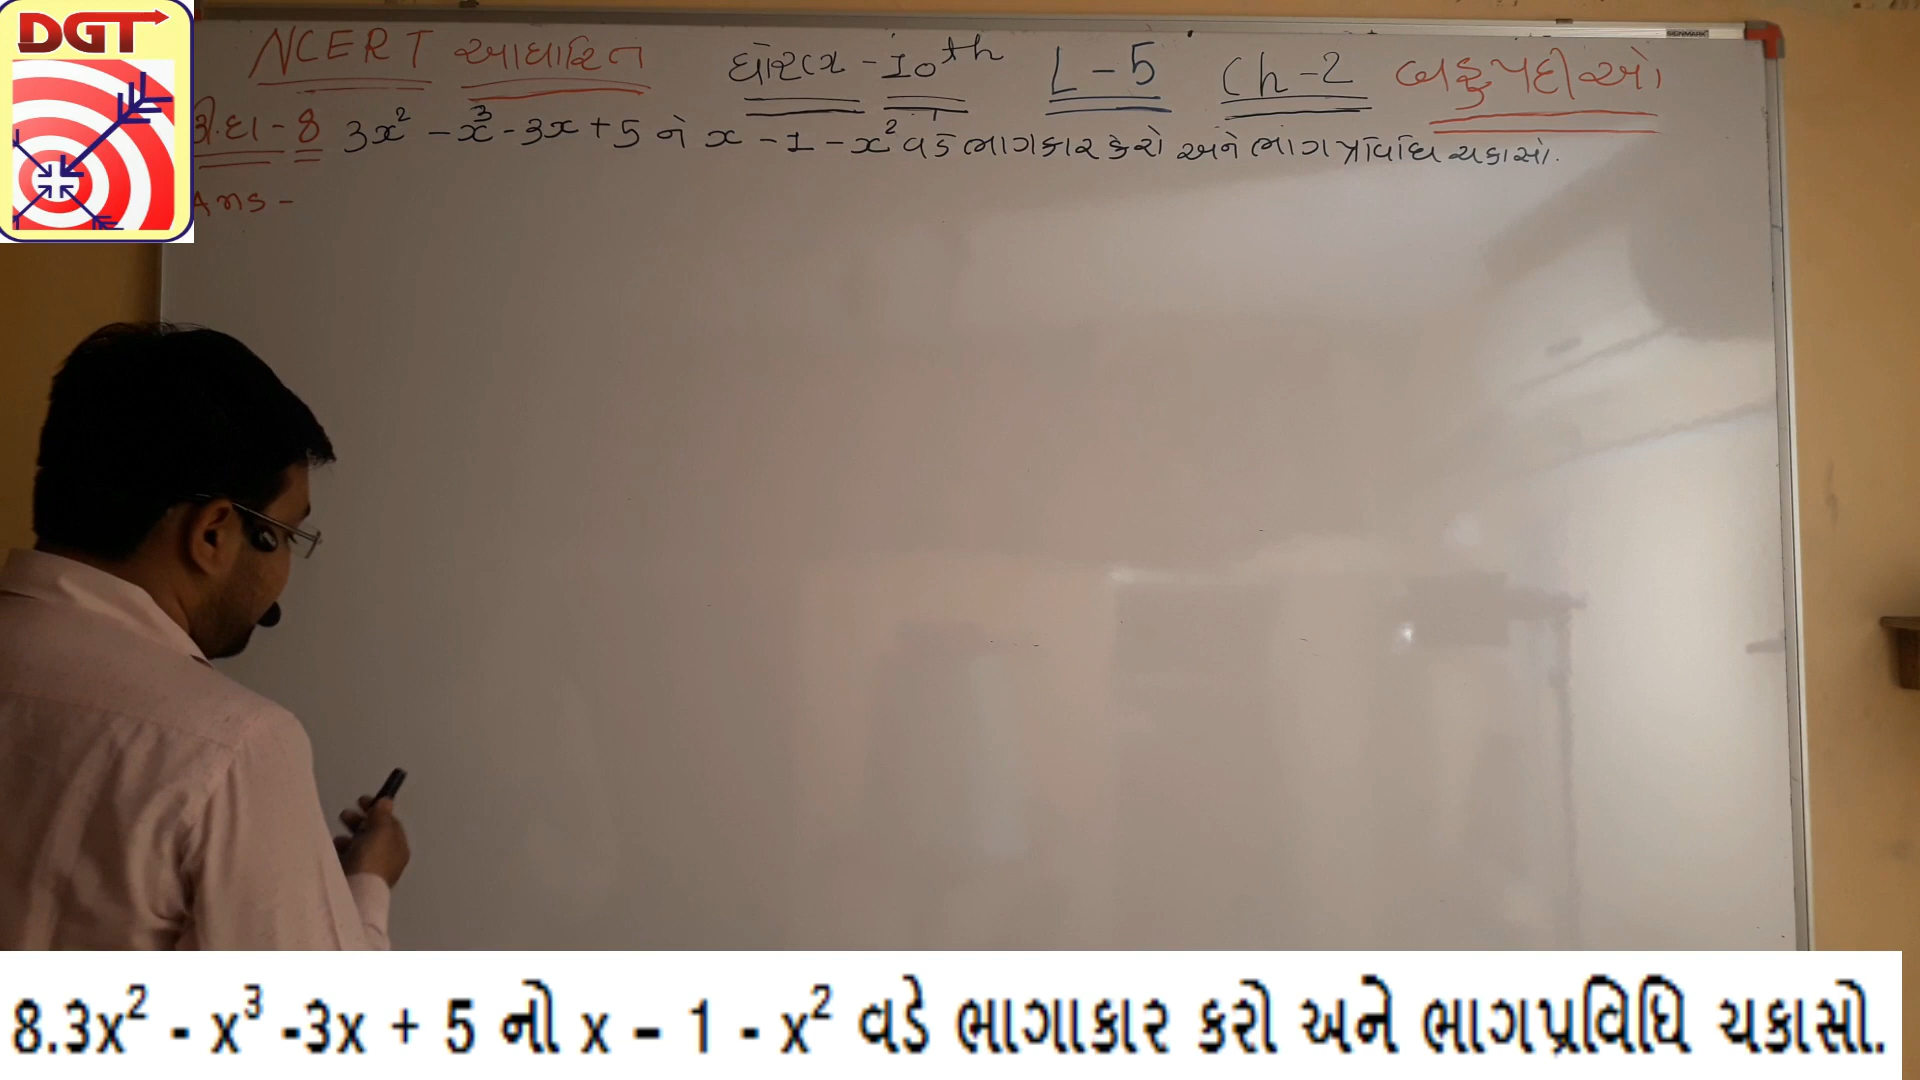 DGT
SIGNMARK
NCERT આધારિત ધોરણ - 10th L - 5 Ch - 2 બહુપદીઓ
ઉ.દા - 8 3x² - x³ - 3x + 5 ને x - 1 - x² વડે ભાગાકાર કરો અને ભાગપ્રવિધિ ચકાસો.
Ans -
8.3x² - x³ -3x + 5 નો x – 1 - x² વડે ભાગાકાર કરો અને ભાગપ્રવિધિ ચકાસો.